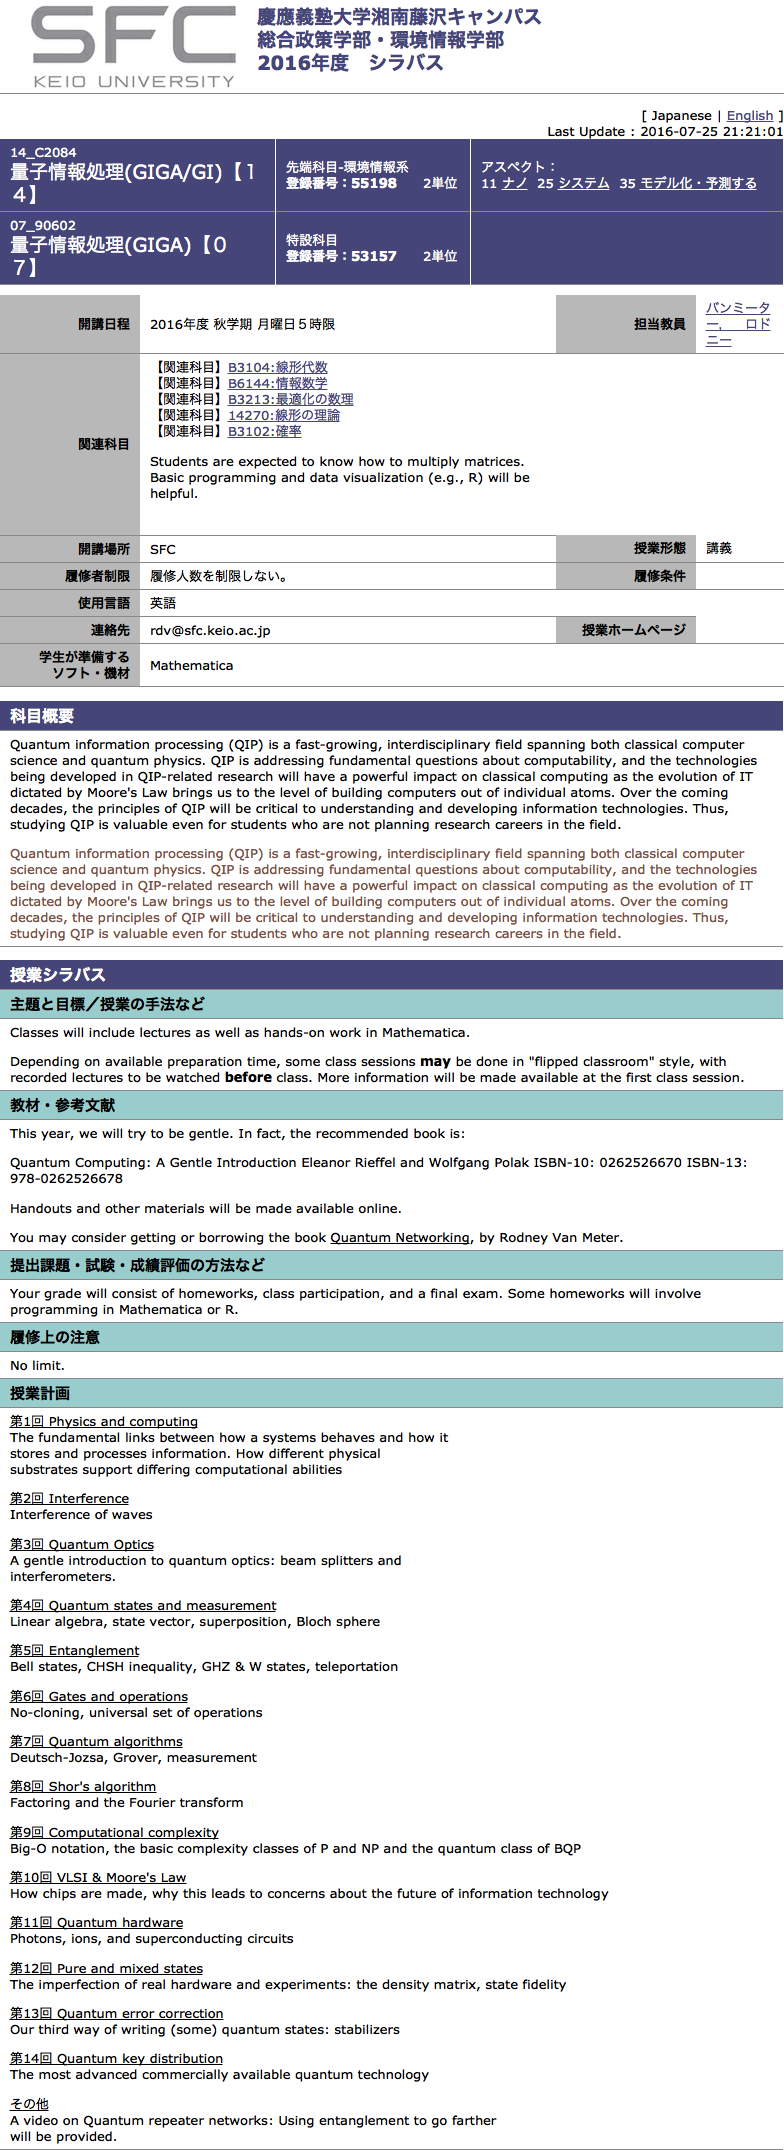 SFC
KEIO UNIVERSITY
慶應義塾大学湘南藤沢キャンパス
総合政策学部・環境情報学部
2016年度　シラバス
[ Japanese | English ]
Last Update : 2016-07-25 21:21:01
14_C2084
量子情報処理(GIGA/GI)【１
４】
先端科目-環境情報系
登録番号：55198 2単位
アスペクト：
11 ナノ 25 システム 35 モデル化・予測する
07_90602
量子情報処理(GIGA)【０
７】
特設科目
登録番号：53157 2単位
開講日程
2016年度 秋学期 月曜日５時限
担当教員
バンミータ
ー,　ロド
ニー
関連科目
【関連科目】B3104:線形代数
【関連科目】B6144:情報数学
【関連科目】B3213:最適化の数理
【関連科目】14270:線形の理論
【関連科目】B3102:確率
Students are expected to know how to multiply matrices.
Basic programming and data visualization (e.g., R) will be
helpful.
開講場所
SFC
授業形態
講義
履修者制限
履修人数を制限しない。
履修条件
使用言語
英語
連絡先
rdv@sfc.keio.ac.jp
授業ホームページ
学生が準備する
ソフト・機材
Mathematica
科目概要
Quantum information processing (QIP) is a fast-growing, interdisciplinary field spanning both classical computer
science and quantum physics. QIP is addressing fundamental questions about computability, and the technologies
being developed in QIP-related research will have a powerful impact on classical computing as the evolution of IT
dictated by Moore's Law brings us to the level of building computers out of individual atoms. Over the coming
decades, the principles of QIP will be critical to understanding and developing information technologies. Thus,
studying QIP is valuable even for students who are not planning research careers in the field.
Quantum information processing (QIP) is a fast-growing, interdisciplinary field spanning both classical computer
science and quantum physics. QIP is addressing fundamental questions about computability, and the technologies
being developed in QIP-related research will have a powerful impact on classical computing as the evolution of IT
dictated by Moore's Law brings us to the level of building computers out of individual atoms. Over the coming
decades, the principles of QIP will be critical to understanding and developing information technologies. Thus,
studying QIP is valuable even for students who are not planning research careers in the field.
授業シラバス
主題と目標／授業の手法など
Classes will include lectures as well as hands-on work in Mathematica.
Depending on available preparation time, some class sessions may be done in "flipped classroom" style, with
recorded lectures to be watched before class. More information will be made available at the first class session.
教材・参考文献
This year, we will try to be gentle. In fact, the recommended book is:
Quantum Computing: A Gentle Introduction Eleanor Rieffel and Wolfgang Polak ISBN-10: 0262526670 ISBN-13:
978-0262526678
Handouts and other materials will be made available online.
You may consider getting or borrowing the book Quantum Networking, by Rodney Van Meter.
提出課題・試験・成績評価の方法など
Your grade will consist of homeworks, class participation, and a final exam. Some homeworks will involve
programming in Mathematica or R.
履修上の注意
No limit.
授業計画
第1回 Physics and computing
The fundamental links between how a systems behaves and how it
stores and processes information. How different physical
substrates support differing computational abilities
第2回 Interference
Interference of waves
第3回 Quantum Optics
A gentle introduction to quantum optics: beam splitters and
interferometers.
第4回 Quantum states and measurement
Linear algebra, state vector, superposition, Bloch sphere
第5回 Entanglement
Bell states, CHSH inequality, GHZ & W states, teleportation
第6回 Gates and operations
No-cloning, universal set of operations
第7回 Quantum algorithms
Deutsch-Jozsa, Grover, measurement
第8回 Shor's algorithm
Factoring and the Fourier transform
第9回 Computational complexity
Big-O notation, the basic complexity classes of P and NP and the quantum class of BQP
第10回 VLSI & Moore's Law
How chips are made, why this leads to concerns about the future of information technology
第11回 Quantum hardware
Photons, ions, and superconducting circuits
第12回 Pure and mixed states
The imperfection of real hardware and experiments: the density matrix, state fidelity
第13回 Quantum error correction
Our third way of writing (some) quantum states: stabilizers
第14回 Quantum key distribution
The most advanced commercially available quantum technology
その他
A video on Quantum repeater networks: Using entanglement to go farther
will be provided.